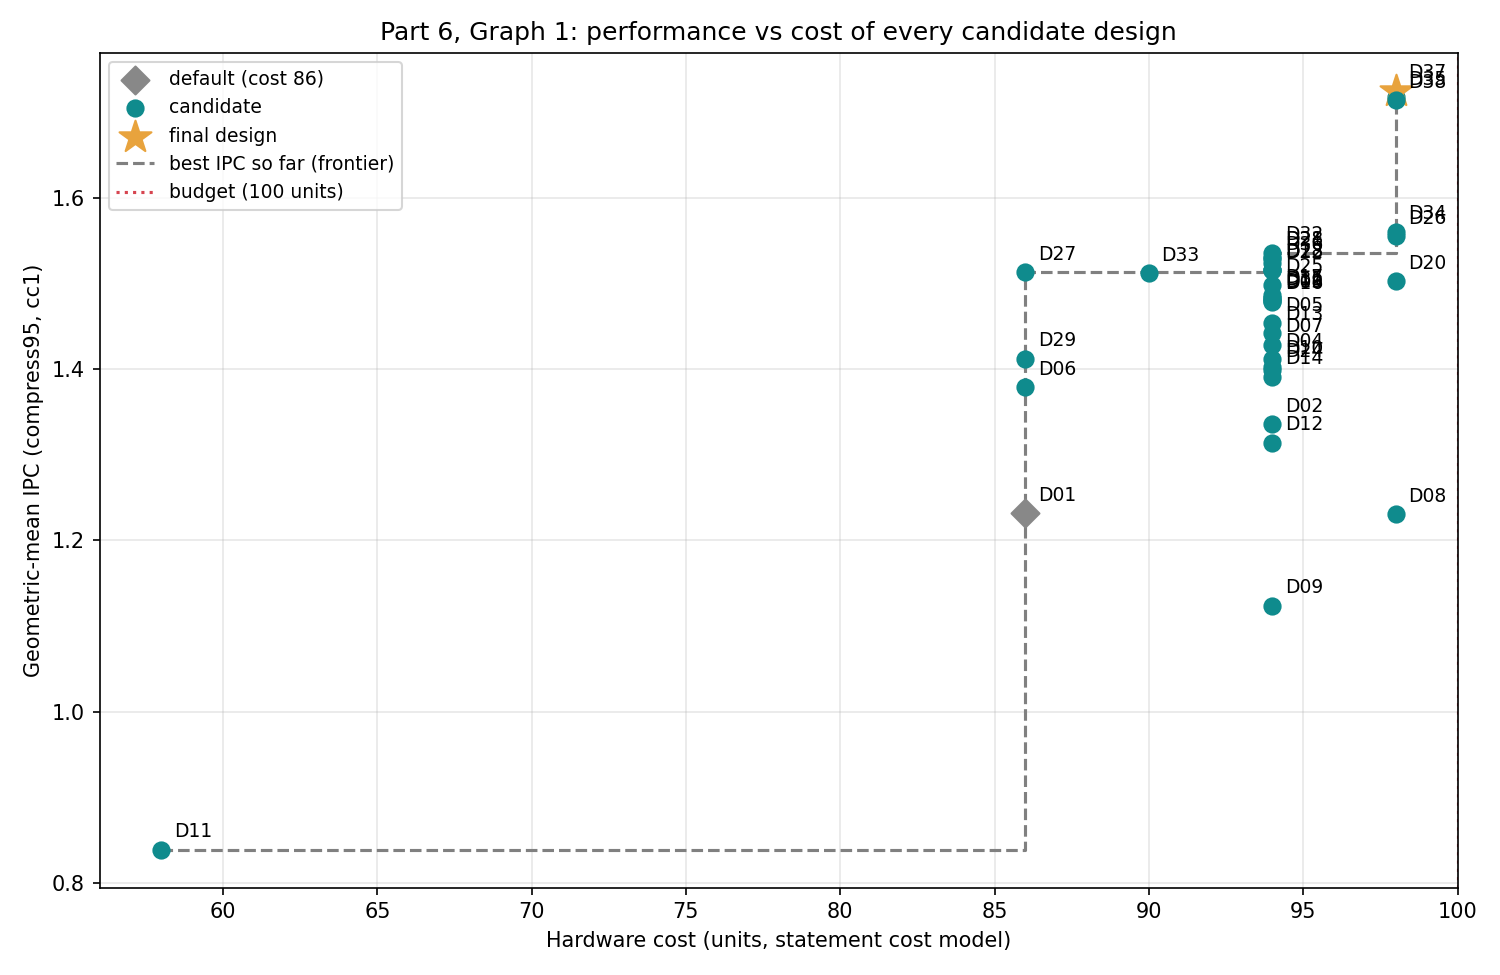 Part 6, Graph 1: performance vs cost of every candidate design
default (cost 86)
candidate
final design
best IPC so far (frontier)
budget (100 units)
D37
D34
D26
D20
D27
D33
D32
D25
D05
D13
D07
D04
D14
D29
D06
D02
D12
D01
D08
D09
D11
1.6
1.4
1.2
1.0
0.8
60
65
70
75
80
85
90
95
100
Geometric-mean IPC (compress95, cc1)
Hardware cost (units, statement cost model)